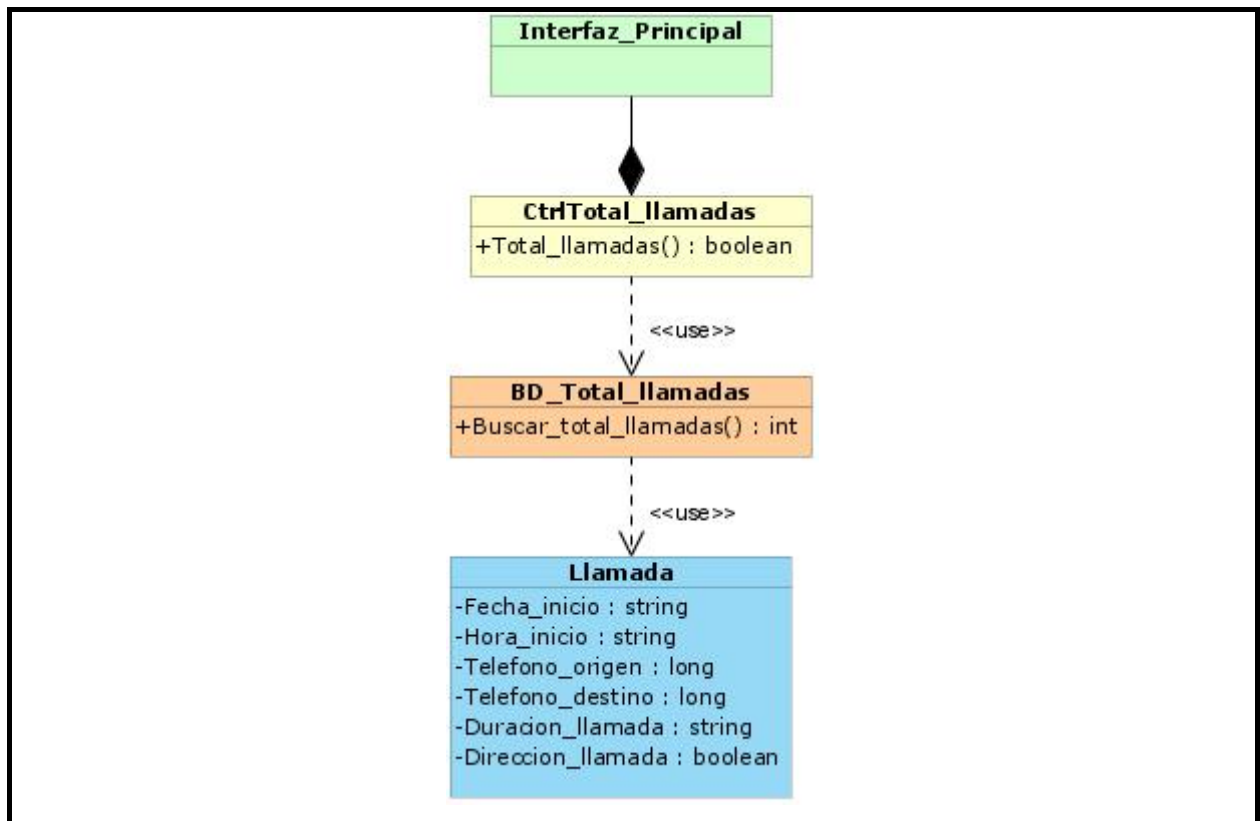 Interfaz_Principal
CtrlTotal_llamadas
+Total_llamadas() : boolean
<<use>>
BD_Total_llamadas
+Buscar_total_llamadas() : int
<<use>>
Llamada
-Fecha_inicio : string
-Hora_inicio : string
-Telefono_origen : long
-Telefono_destino : long
-Duracion_llamada : string
-Direccion_llamada : boolean